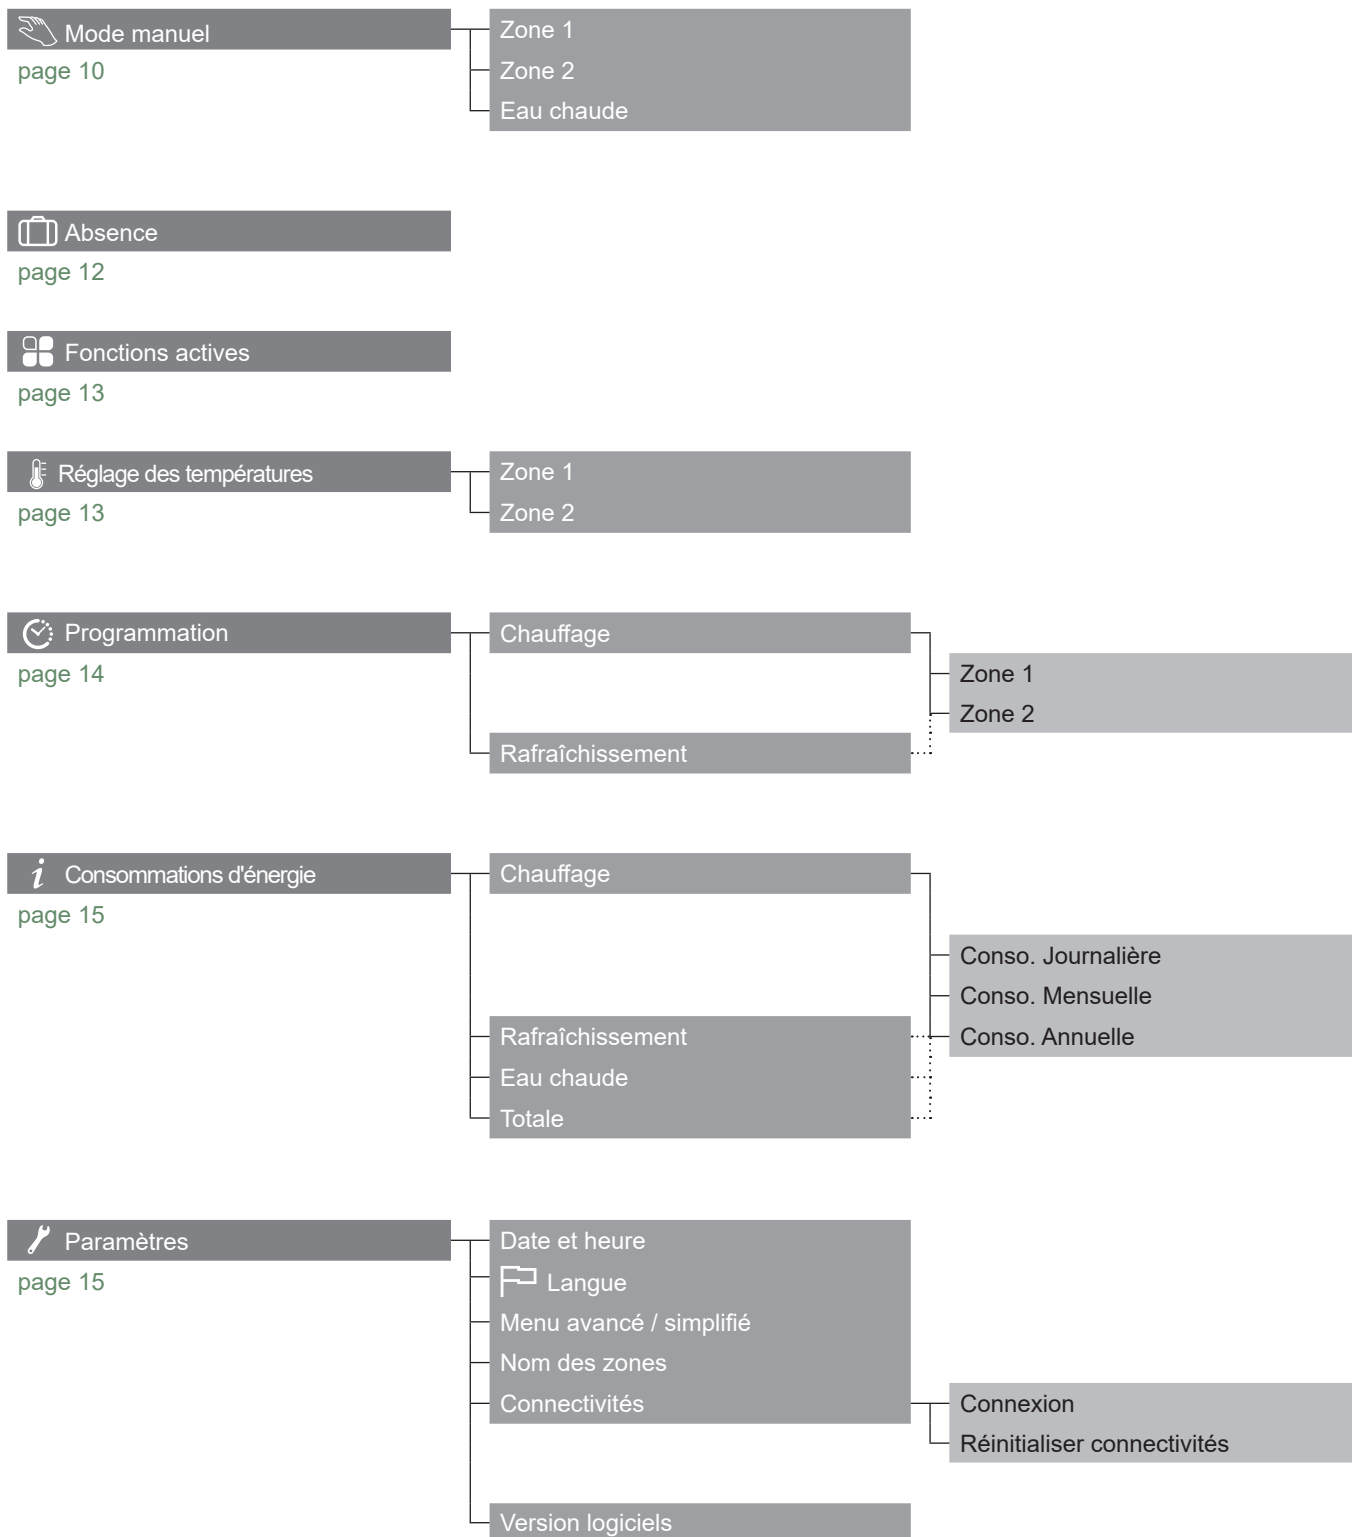 Mode manuel
page 10
Zone 1
Zone 2
Eau chaude
Absence
page 12
Fonctions actives
page 13
Réglage des températures
page 13
Zone 1
Zone 2
Programmation
page 14
Chauffage
Zone 1
Zone 2
Rafraîchissement
Consommations d'énergie
page 15
Chauffage
Conso. Journalière
Conso. Mensuelle
Conso. Annuelle
Rafraîchissement
Eau chaude
Totale
Paramètres
page 15
Date et heure
Langue
Menu avancé / simplifié
Nom des zones
Connectivités
Connexion
Réinitialiser connectivités
Version logiciels